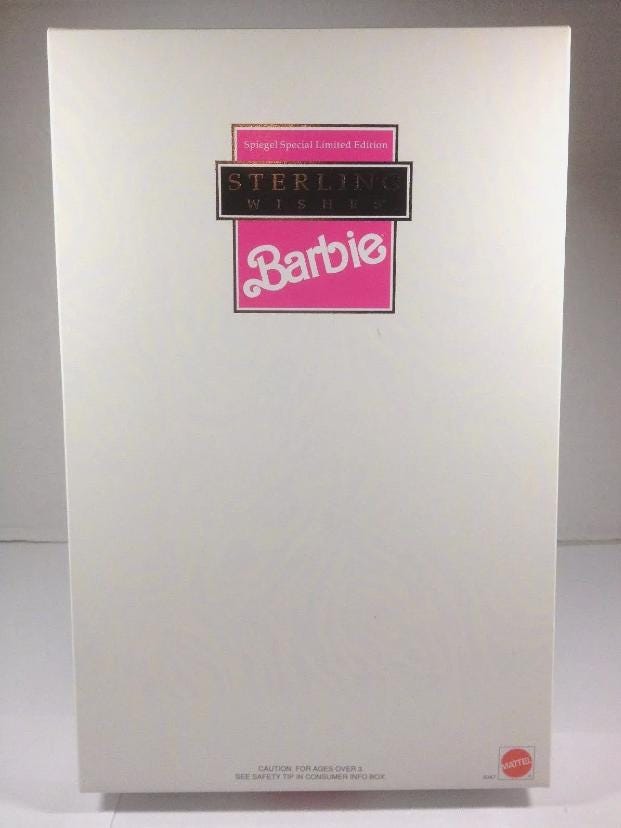 Spiegel Special Limited Edition
STERLING
WISHES
Barbie
CAUTION: FOR AGES OVER 3
SEE SAFETY TIP IN CONSUMER INFO BOX.
MATTEL